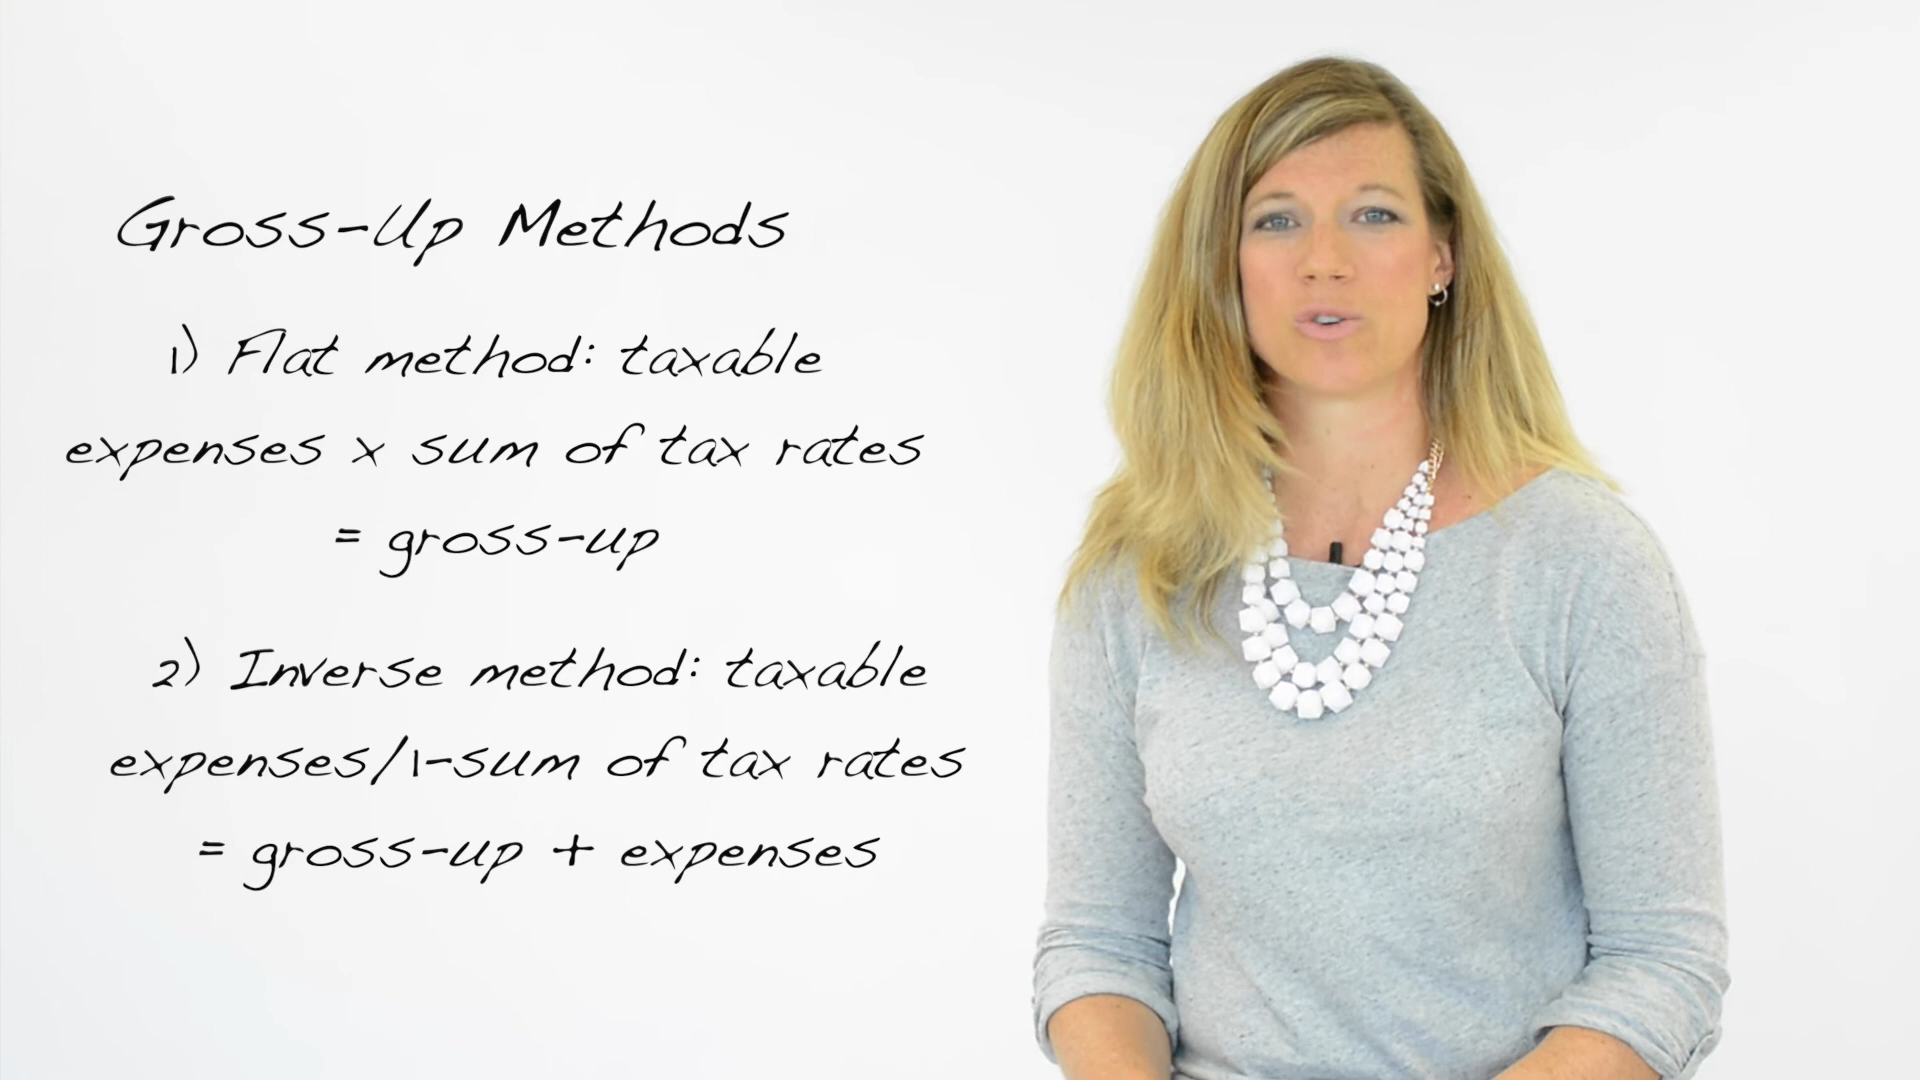 Gross-Up Methods
1) Flat method: taxable
expenses x sum of tax rates
= gross-up
2) Inverse method: taxable
expenses/1-sum of tax rates
= gross-up + expenses